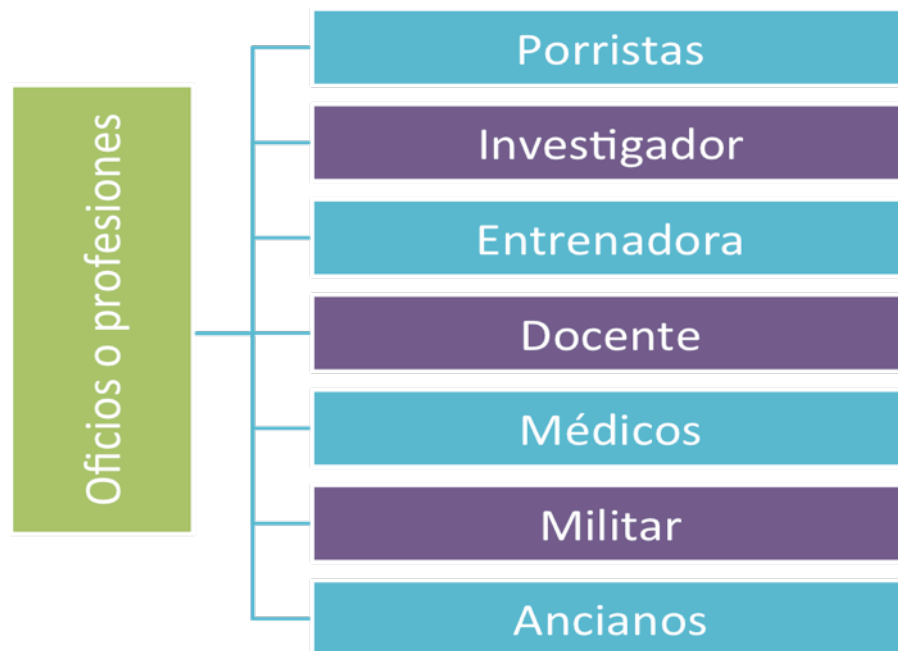 Oficios o profesiones
Porristas
Investigador
Entrenadora
Docente
Médicos
Militar
Ancianos